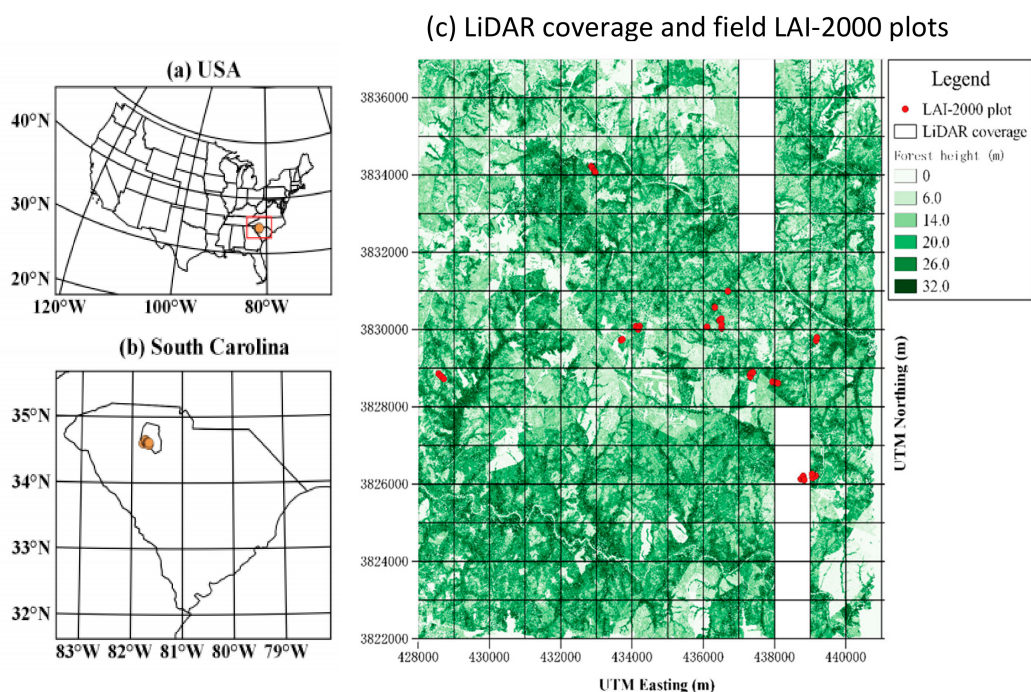 (c) LiDAR coverage and field LAI-2000 plots
(a) USA
40°N
30°N
20°N
120°W 100°W 80°W
(b) South Carolina
35°N
34°N
33°N
32°N
83°W 82°W 81°W 80°W 79°W
3836000
3834000
3832000
3830000
3828000
3826000
3824000
3822000
428000 430000 432000 434000 436000 438000 440000
UTM Easting (m)
UTM Northing (m)
Legend
LAI-2000 plot
LiDAR coverage
Forest height (m)
0
6.0
14.0
20.0
26.0
32.0